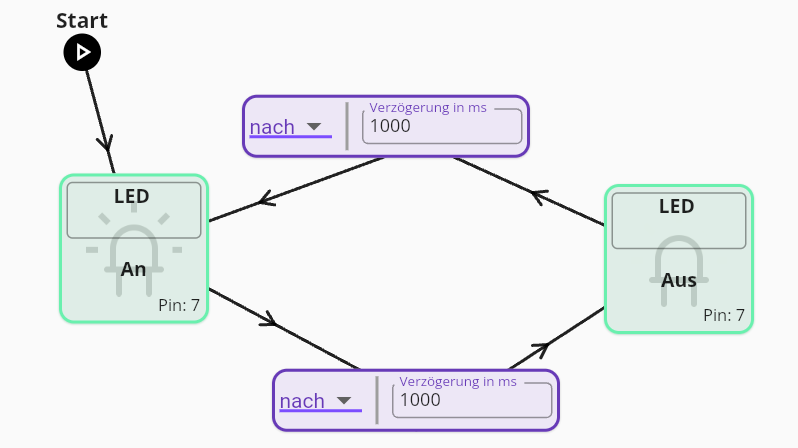 Start
nach
Verzögerung in ms
1000
LED
An
Pin: 7
LED
Aus
Pin: 7
nach
Verzögerung in ms
1000